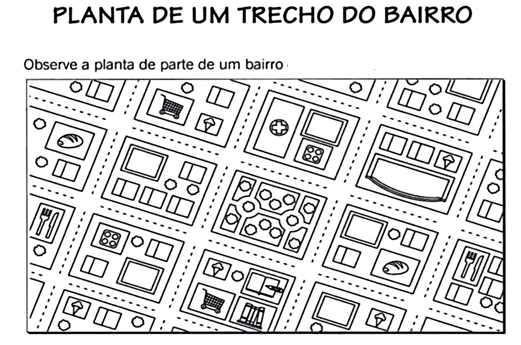 PLANTA DE UM TRECHO DO BAIRRO
Observe a planta de parte de um bairro